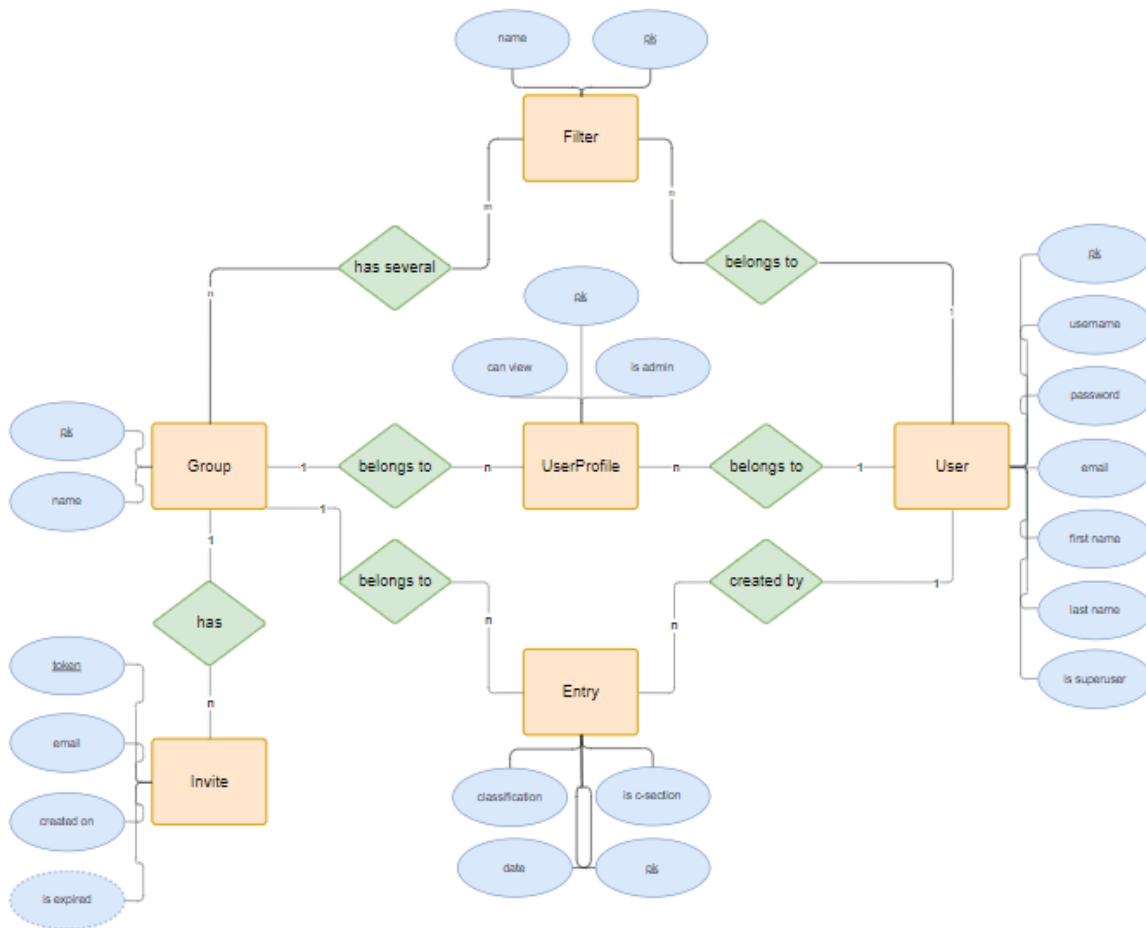 name
pk
Filter
m
n
has several
belongs to
n
1
pk
can view
is admin
pk
username
password
email
first name
last name
is superuser
pk
name
Group
1
belongs to
n
UserProfile
n
belongs to
1
User
1
belongs to
n
created by
1
n
1
has
n
token
email
created on
is expired
Invite
Entry
classification
is c-section
date
pk